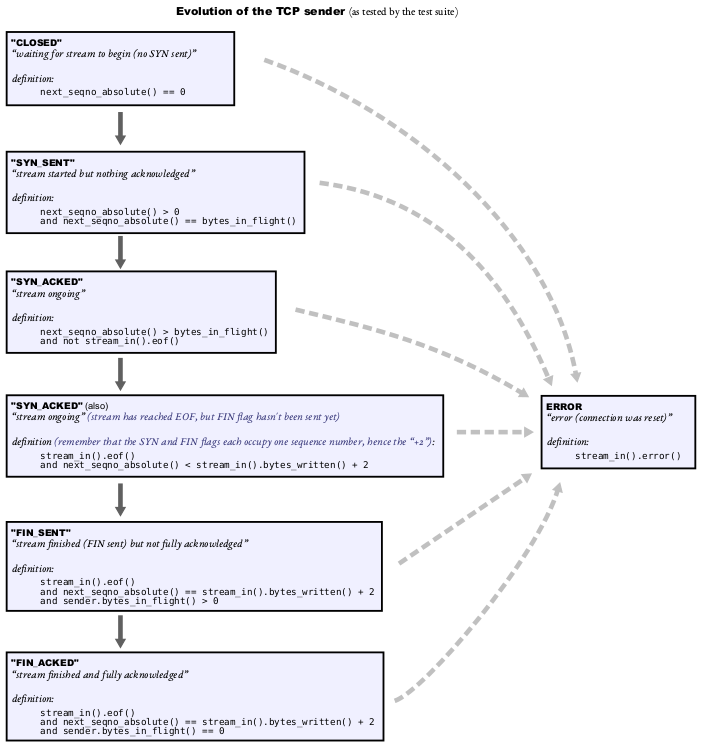 Evolution of the TCP sender (as tested by the test suite)
"CLOSED"
“waiting for stream to begin (no SYN sent)”
definition:
next_seqno_absolute() == 0
"SYN_SENT"
“stream started but nothing acknowledged”
definition:
next_seqno_absolute() > 0
and next_seqno_absolute() == bytes_in_flight()
"SYN_ACKED"
“stream ongoing”
definition:
next_seqno_absolute() > bytes_in_flight()
and not stream_in().eof()
"SYN_ACKED" (also)
“stream ongoing” (stream has reached EOF, but FIN flag hasn't been sent yet)
definition (remember that the SYN and FIN flags each occupy one sequence number, hence the “+2”):
stream_in().eof()
and next_seqno_absolute() < stream_in().bytes_written() + 2
ERROR
“error (connection was reset)”
definition:
stream_in().error()
"FIN_SENT"
“stream finished (FIN sent) but not fully acknowledged”
definition:
stream_in().eof()
and next_seqno_absolute() == stream_in().bytes_written() + 2
and sender.bytes_in_flight() > 0
"FIN_ACKED"
“stream finished and fully acknowledged”
definition:
stream_in().eof()
and next_seqno_absolute() == stream_in().bytes_written() + 2
and sender.bytes_in_flight() == 0